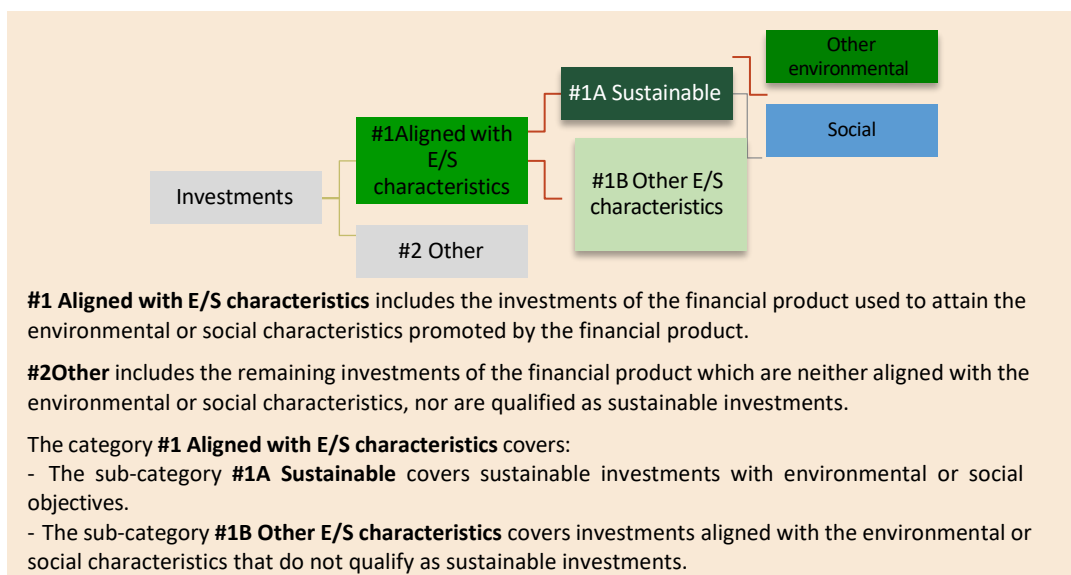 Other
environmental
#1A Sustainable
Social
#1Aligned with
E/S
characteristics
#1B Other E/S
characteristics
Investments
#2 Other
#1 Aligned with E/S characteristics includes the investments of the financial product used to attain the
environmental or social characteristics promoted by the financial product.
#2Other includes the remaining investments of the financial product which are neither aligned with the
environmental or social characteristics, nor are qualified as sustainable investments.
The category #1 Aligned with E/S characteristics covers:
- The sub-category #1A Sustainable covers sustainable investments with environmental or social
objectives.
- The sub-category #1B Other E/S characteristics covers investments aligned with the environmental or
social characteristics that do not qualify as sustainable investments.